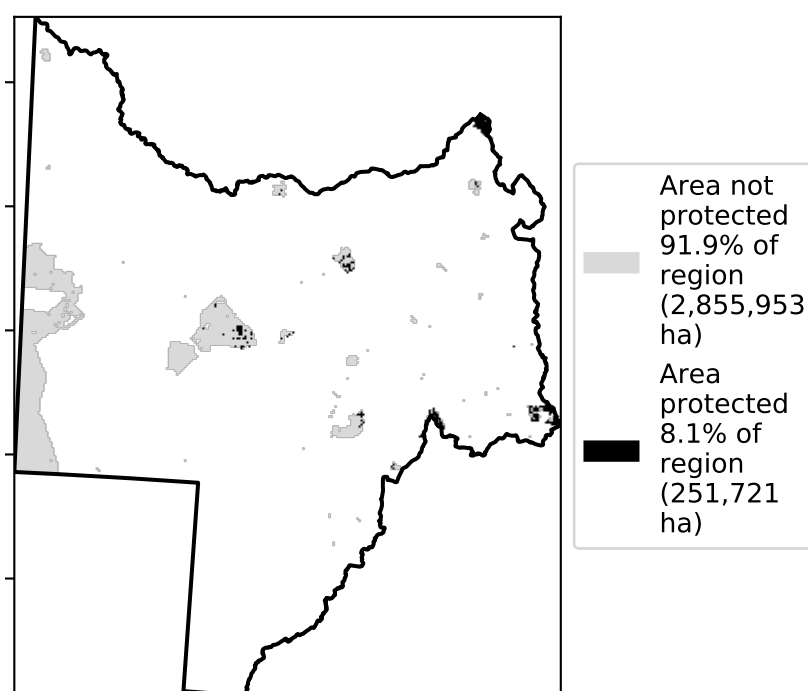 Area not
protected
91.9% of
region
(2,855,953
ha)
Area
protected
8.1% of
region
(251,721
ha)